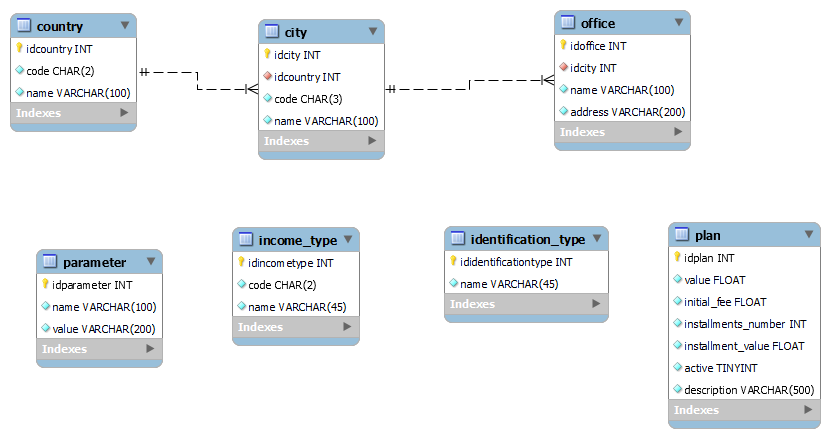 country
idcountry INT
code CHAR(2)
name VARCHAR(100)
Indexes
city
idcity INT
idcountry INT
code CHAR(3)
name VARCHAR(100)
Indexes
office
idoffice INT
idcity INT
name VARCHAR(100)
address VARCHAR(200)
Indexes
parameter
idparameter INT
name VARCHAR(100)
value VARCHAR(200)
Indexes
income_type
idincometype INT
code CHAR(2)
name VARCHAR(45)
Indexes
identification_type
ididentificationtype INT
name VARCHAR(45)
Indexes
plan
idplan INT
value FLOAT
initial_fee FLOAT
installments_number INT
installment_value FLOAT
active TINYINT
description VARCHAR(500)
Indexes